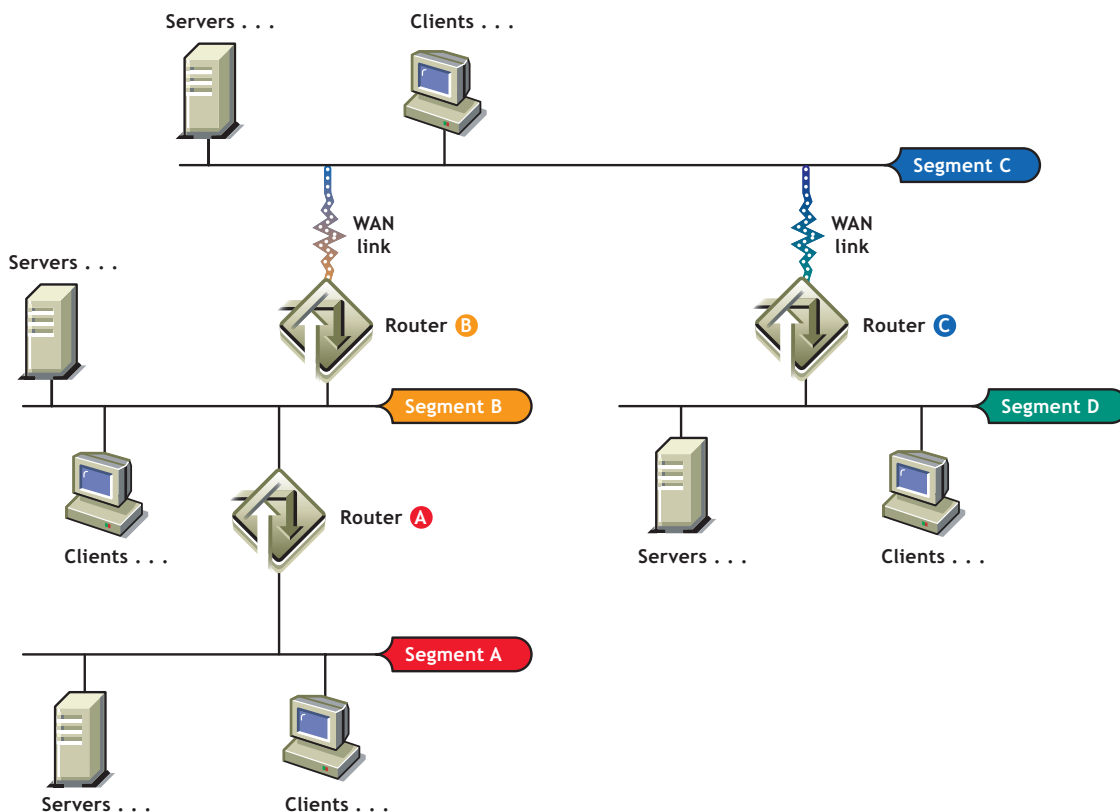 Servers . . .
Clients . . .
Segment C
WAN
link
WAN
link
Servers . . .
Router B
Router C
Segment B
Segment D
Router A
Clients . . .
Servers . . .
Clients . . .
Segment A
Servers . . .
Clients . . .